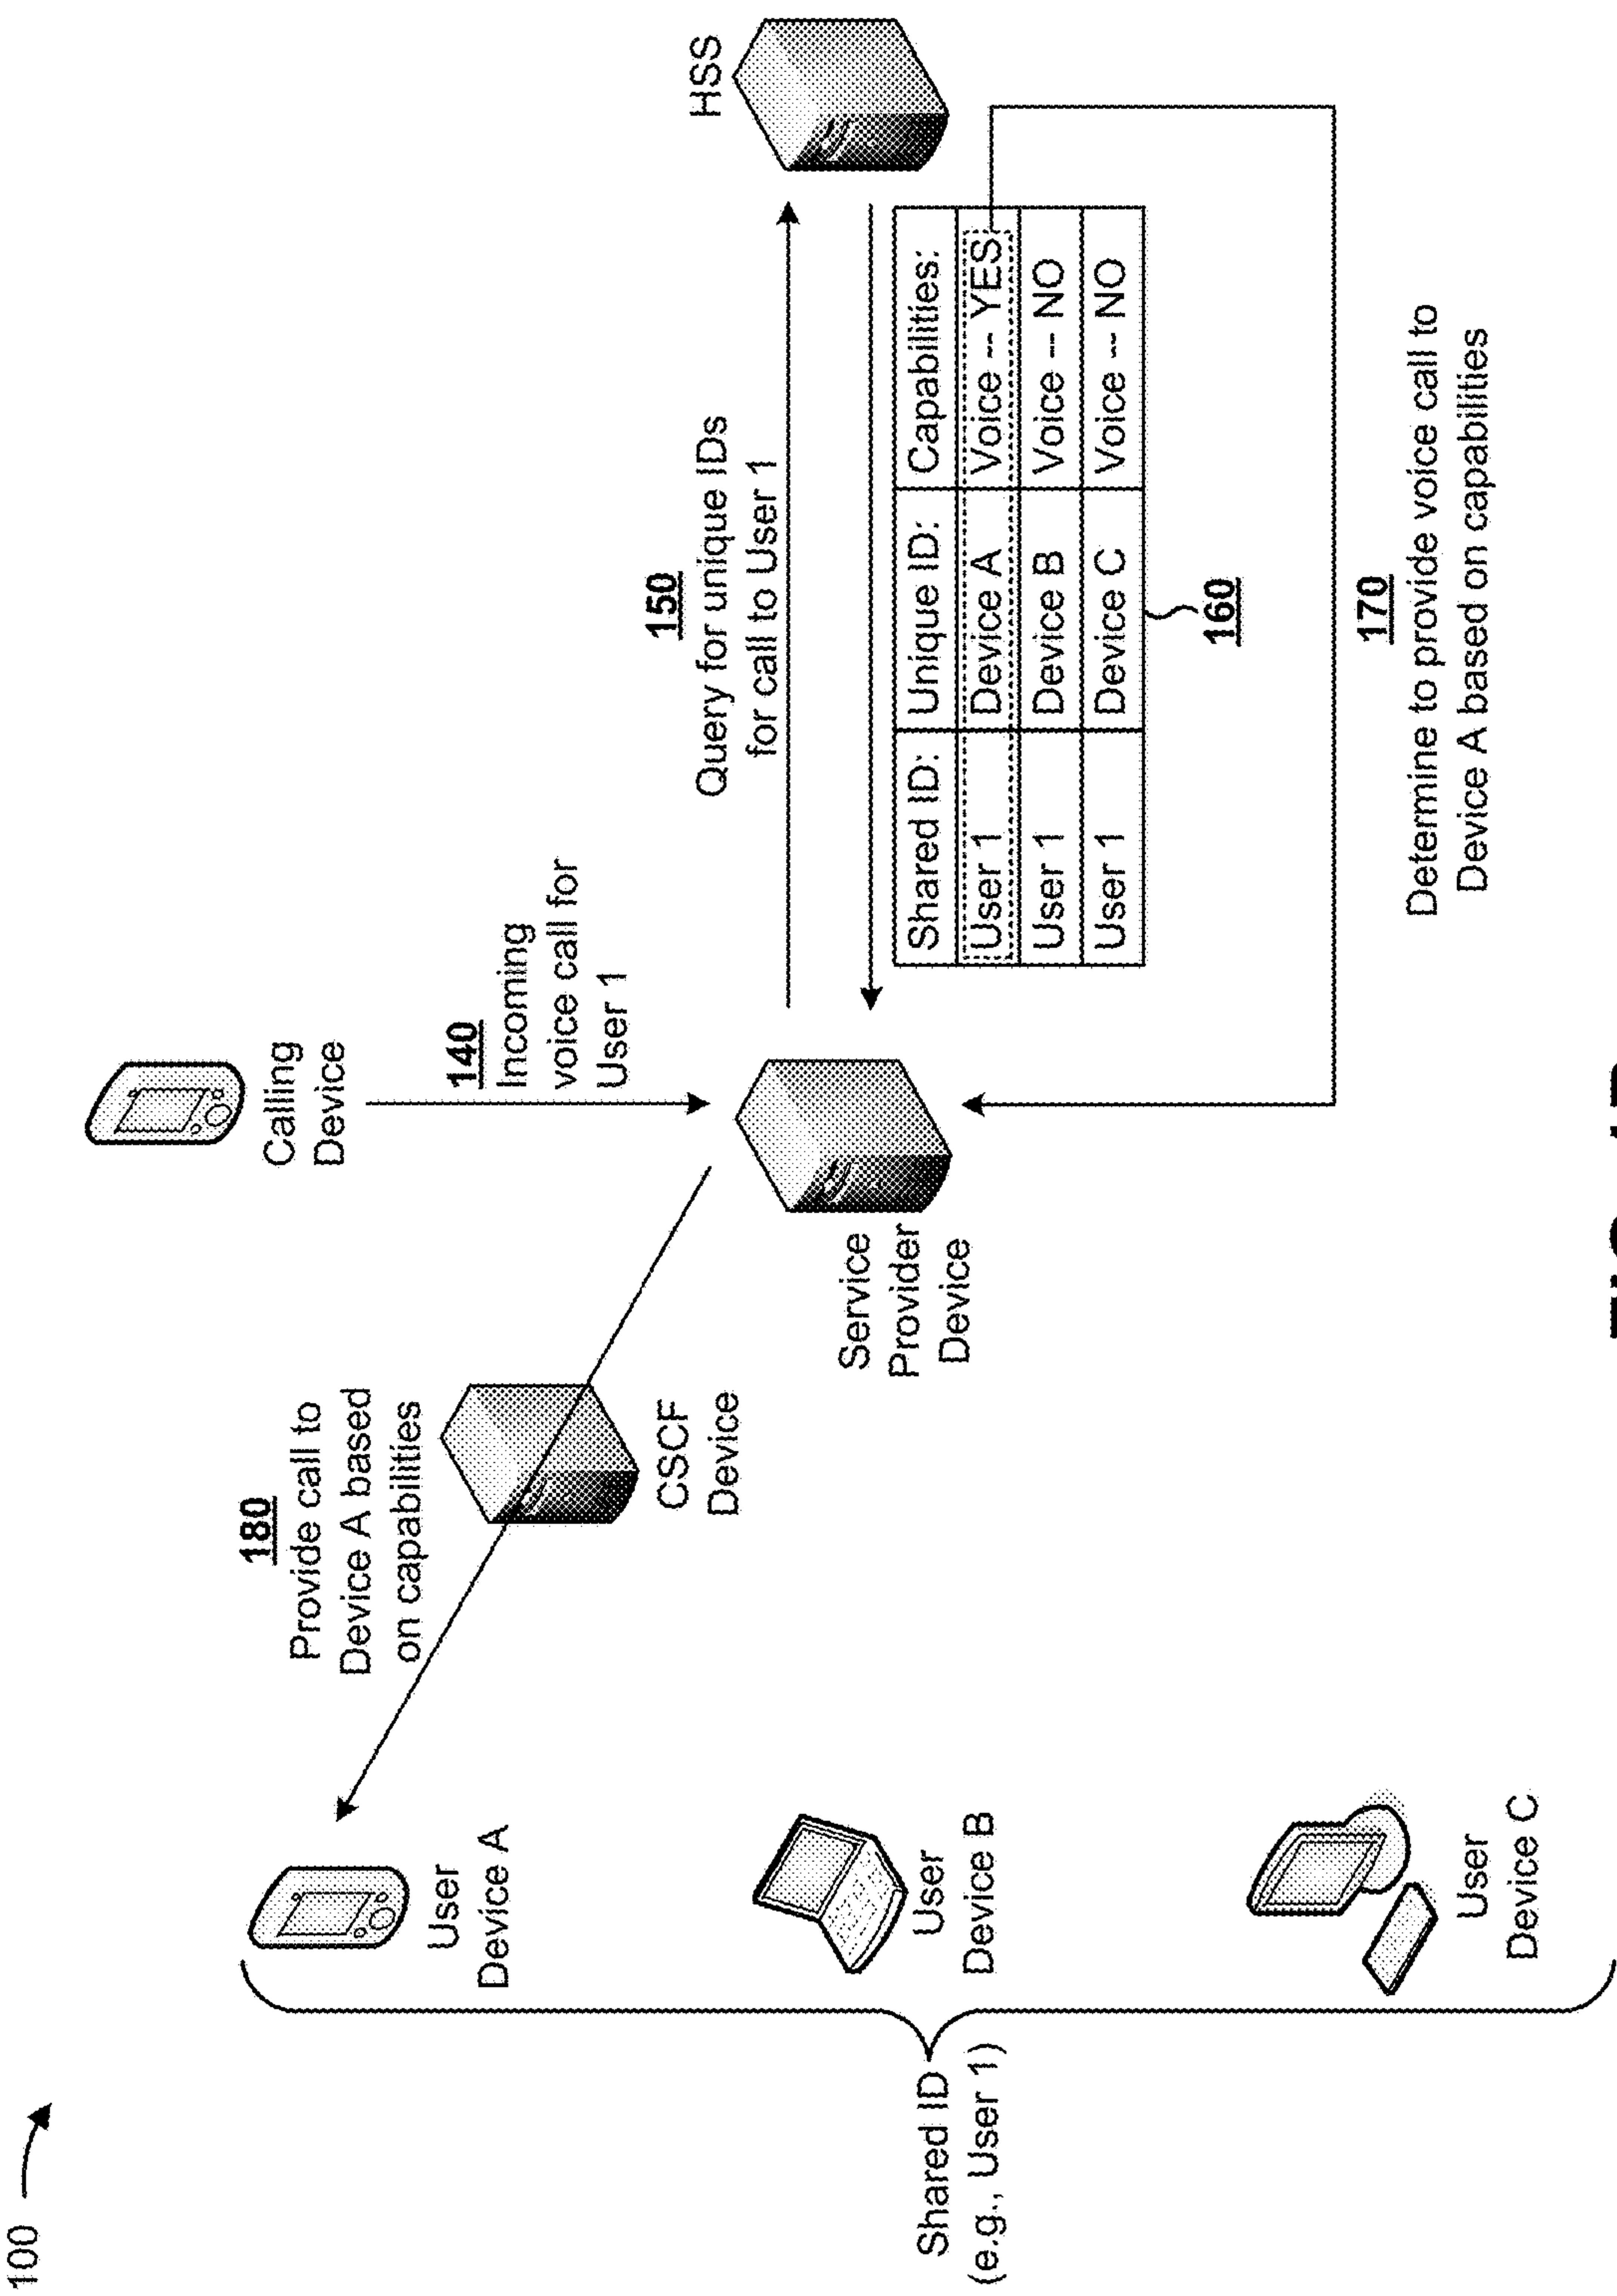 100
Calling
Device
140
Incoming
voice call for
User 1
180
Provide call to
Device A based
on capabilities
CSCF
Device
Service
Provider
Device
HSS
150
Query for unique IDs
for call to User 1
Shared ID: Unique ID: Capabilities:
User 1 Device A Voice -- YES
User 1 Device B Voice -- NO
User 1 Device C Voice -- NO
160
170
Determine to provide voice call to
Device A based on capabilities
User
Device A
User
Device B
User
Device C
Shared ID
(e.g., User 1)